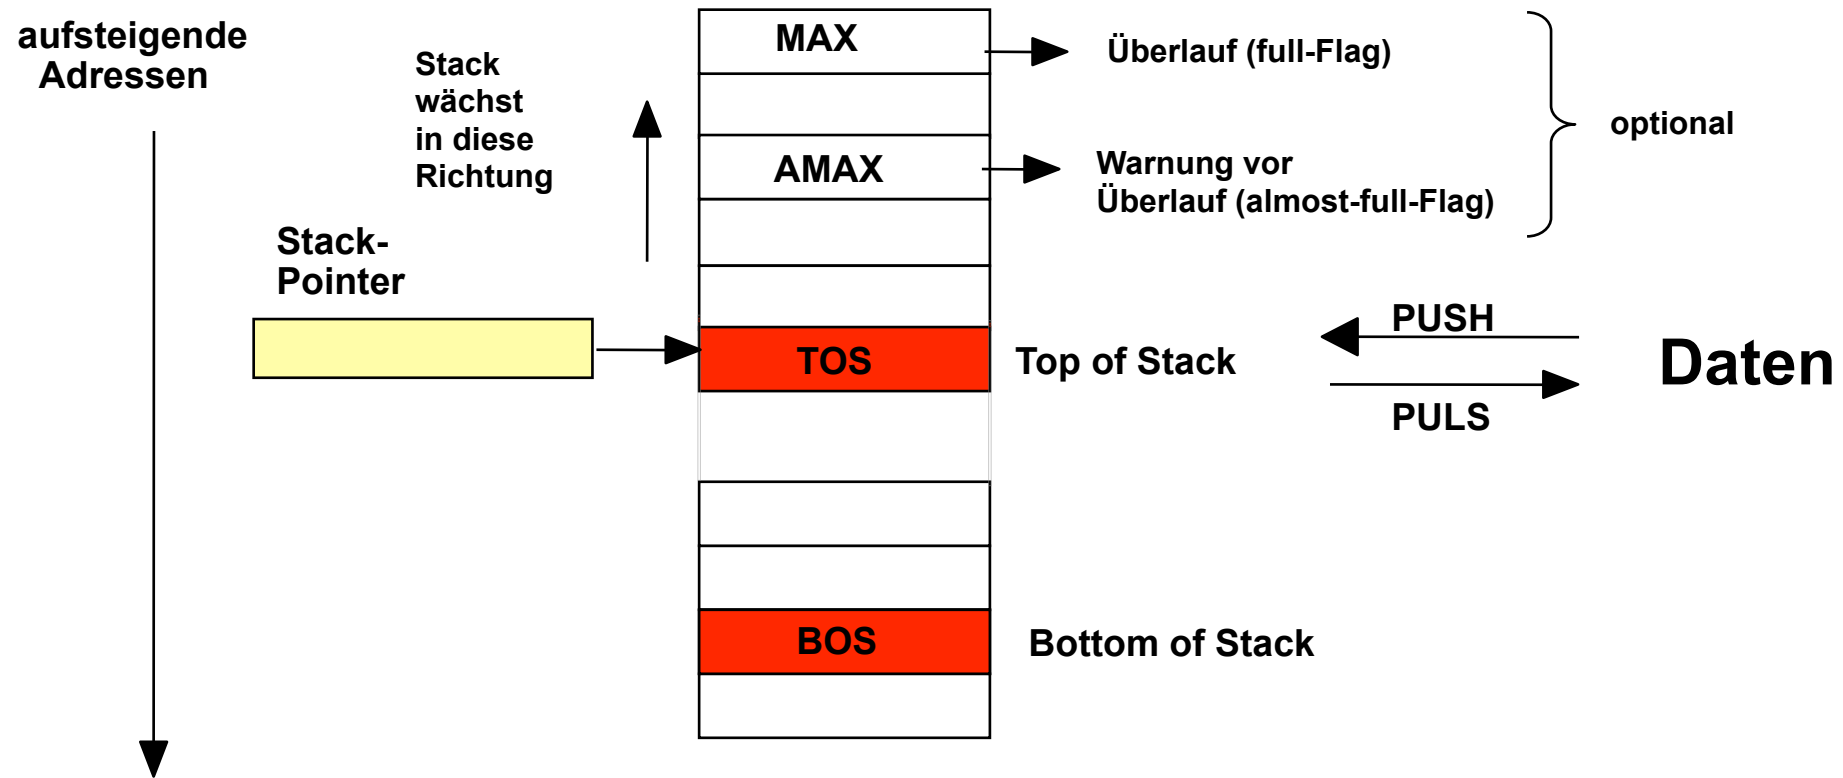 aufsteigende
Adressen
Stack
wächst
in diese
Richtung
MAX
Überlauf (full-Flag)
AMAX
Warnung vor
Überlauf (almost-full-Flag)
optional
Stack-
Pointer
TOS
Top of Stack
PUSH
PULS
Daten
BOS
Bottom of Stack